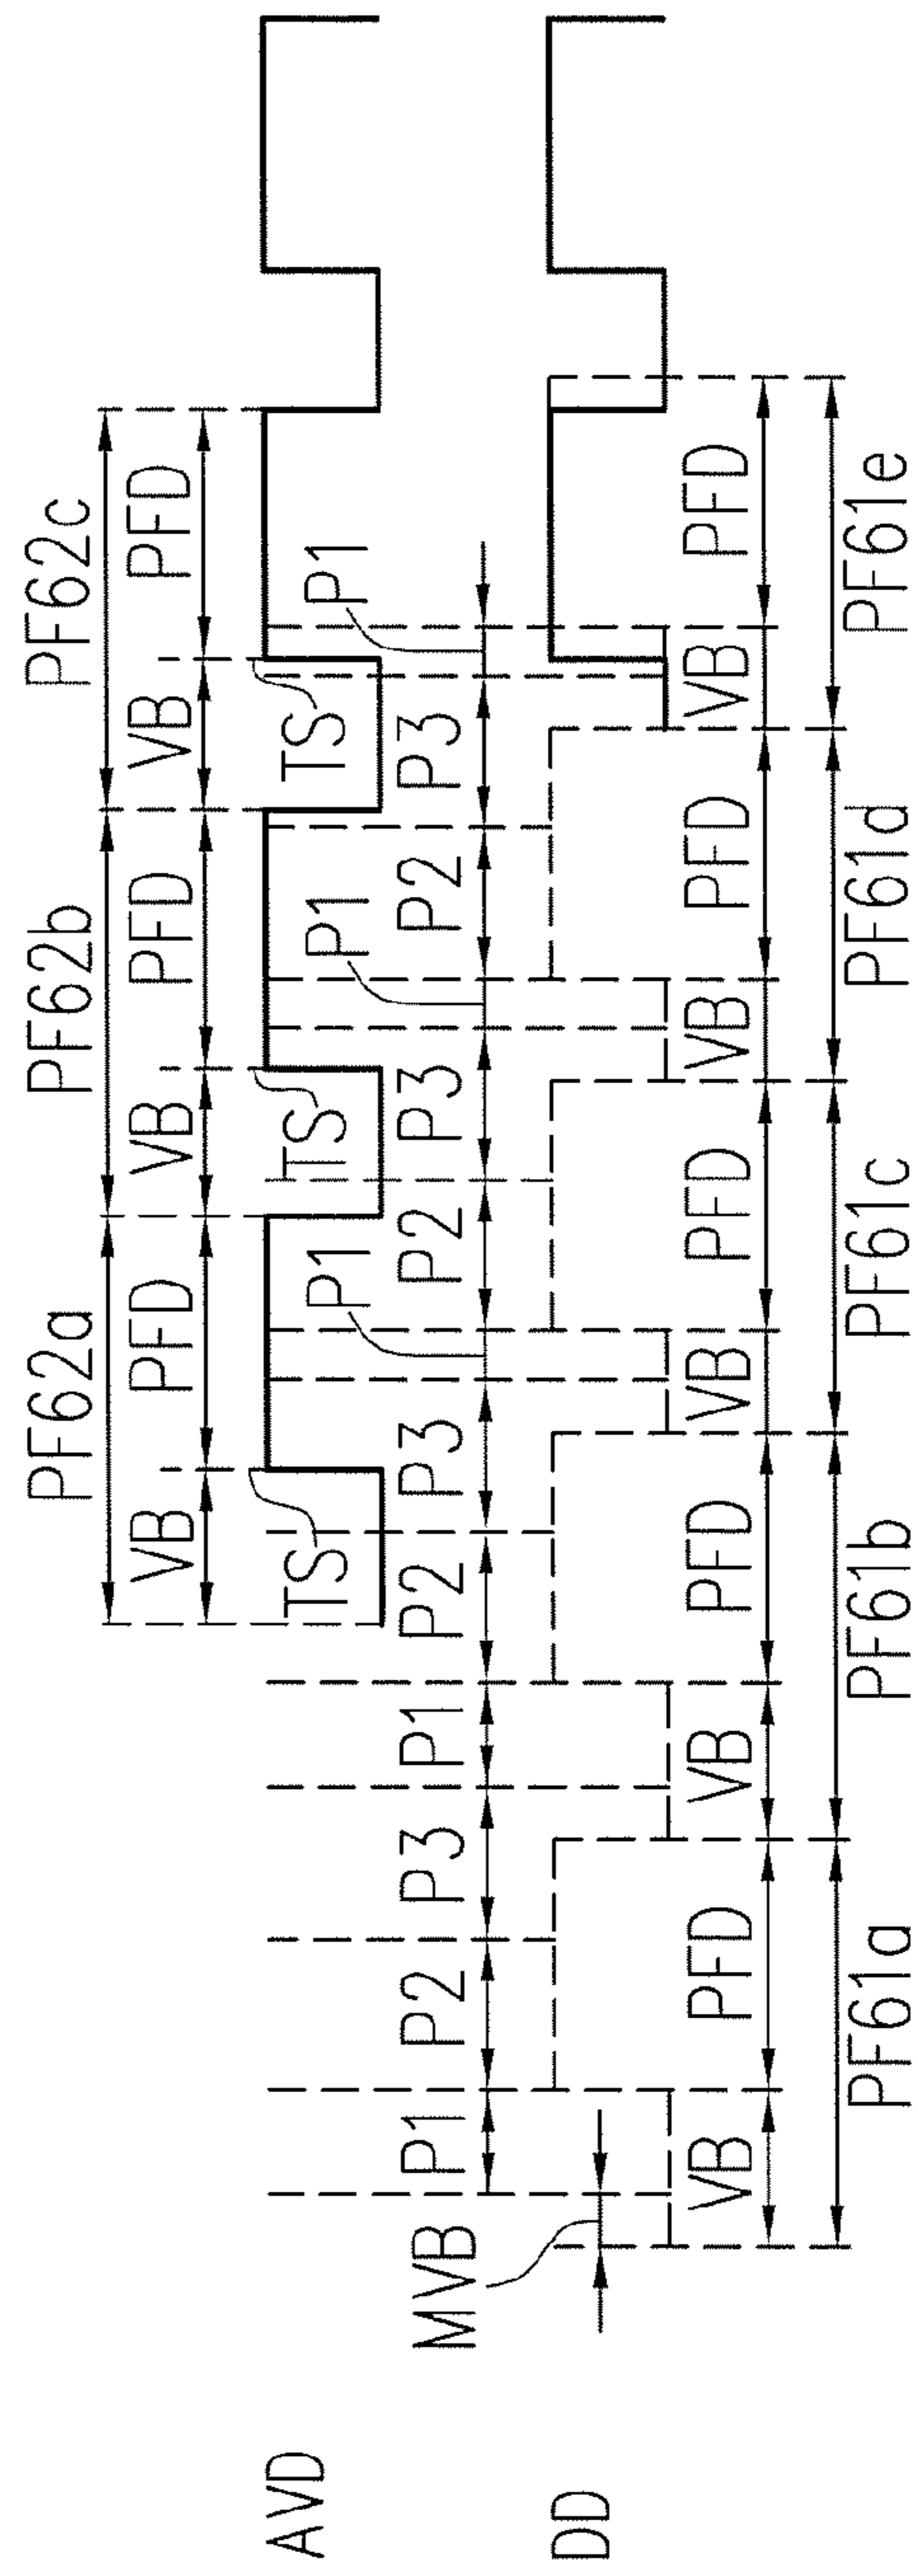 PF62a PF62b PF62c
VB PFD VB PFD VB PFD
AVD TS P1 TS P1 TS P1
MVB P1 P2 P3 P1 P2 P3 P2 P3 P2 P3
DD
VB PFD VB PFD VB PFD VB PFD VB PFD
PF61a PF61b PF61c PF61d PF61e